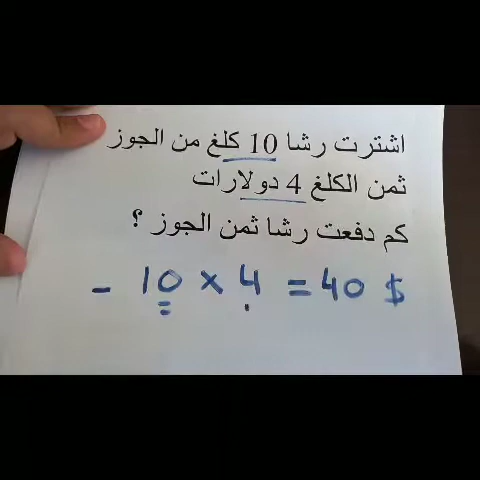 اشترت رشا 10 كلغ من الجوز
ثمن الكلغ 4 دولارات
كم دفعت رشا ثمن الجوز ؟
- 10 x 4 = 40 $